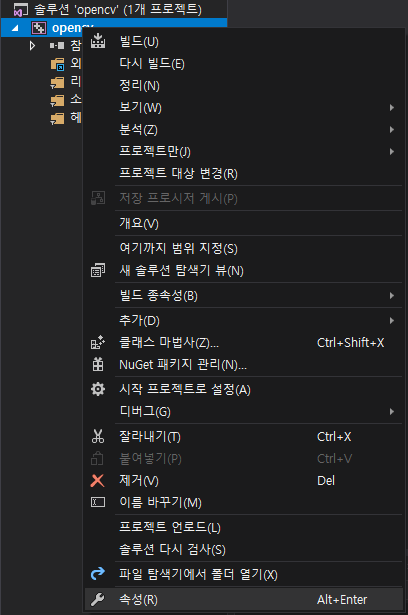 솔루션 'opencv' (1개 프로젝트)
opencv
참
외
리
소
헤
빌드(U)
다시 빌드(E)
정리(N)
보기(W)
분석(Z)
프로젝트만(J)
프로젝트 대상 변경(R)
저장 프로시저 게시(P)
개요(V)
여기까지 범위 지정(S)
새 솔루션 탐색기 뷰(N)
빌드 종속성(B)
추가(D)
클래스 마법사(Z)... Ctrl+Shift+X
NuGet 패키지 관리(N)...
시작 프로젝트로 설정(A)
디버그(G)
잘라내기(T) Ctrl+X
붙여넣기(P) Ctrl+V
제거(V) Del
이름 바꾸기(M)
프로젝트 언로드(L)
솔루션 다시 검사(S)
파일 탐색기에서 폴더 열기(X)
속성(R) Alt+Enter